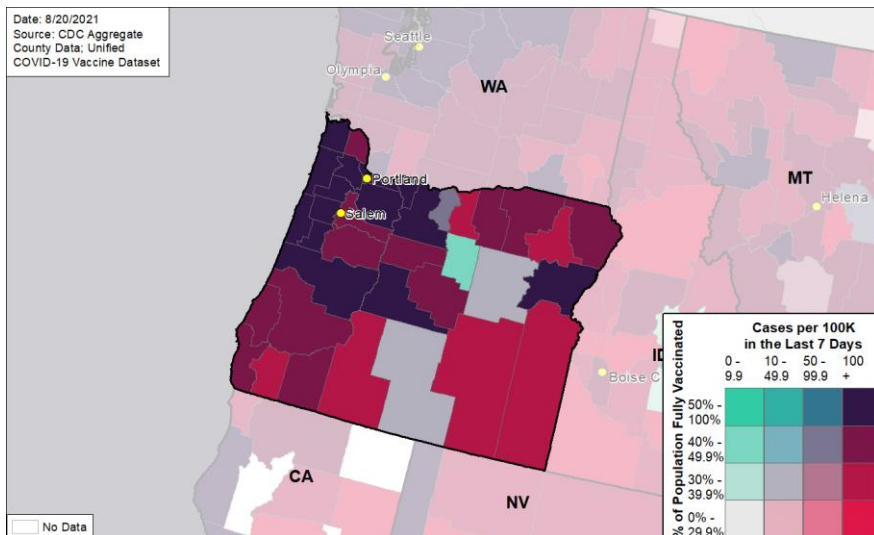 Date: 8/20/2021
Source: CDC Aggregate
County Data; Unified
COVID-19 Vaccine Dataset
Seattle
Olympia
WA
Portland
Salem
MT
Helena
ID
Boise C
CA
NV
No Data
Cases per 100K
in the Last 7 Days
0 - 10 - 50 - 100
9.9 49.9 99.9 +
% of Population Fully Vaccinated
50% -
100%
40% -
49.9%
30% -
39.9%
0% -
29.9%